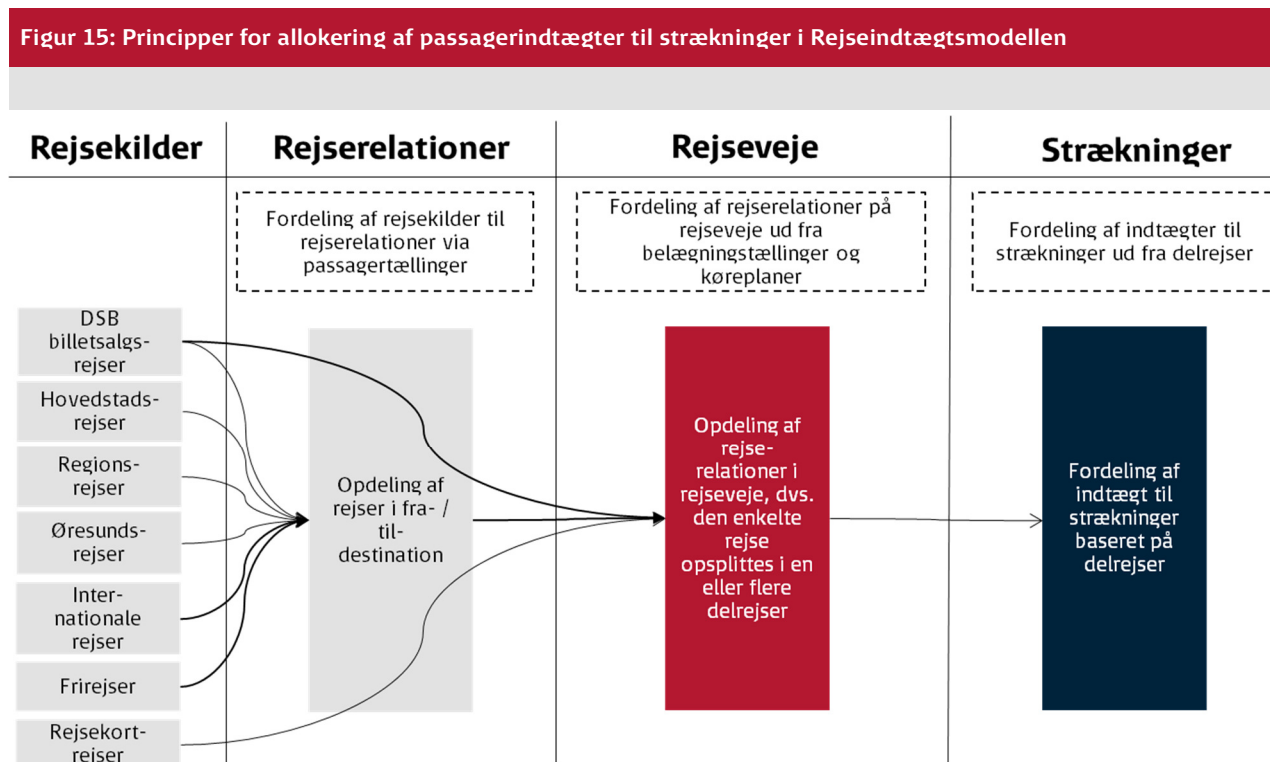 Figur 15: Principper for allokering af passagerindtægter til strækninger i Rejseindtægtsmodellen
Rejsekilder
Rejserelationer
Rejseveje
Strækninger
Fordeling af rejsekilder til
rejserelationer via
passagertællinger
Fordeling af rejserelationer på
rejseveje ud fra
belægningstællinger og
køreplaner
Fordeling af indtægter til
strækninger ud fra delrejser
DSB
billetsalgs-
rejser
Hovedstads-
rejser
Regions-
rejser
Øresunds-
rejser
Inter-
nationale
rejser
Frirejser
Rejsekort-
rejser
Opdeling af
rejser i fra- /
til-
destination
Opdeling af
rejse-
relationer i
rejseveje, dvs.
den enkelte
rejse
opsplittes i en
eller flere
delrejser
Fordeling af
indtægt til
strækninger
baseret på
delrejser